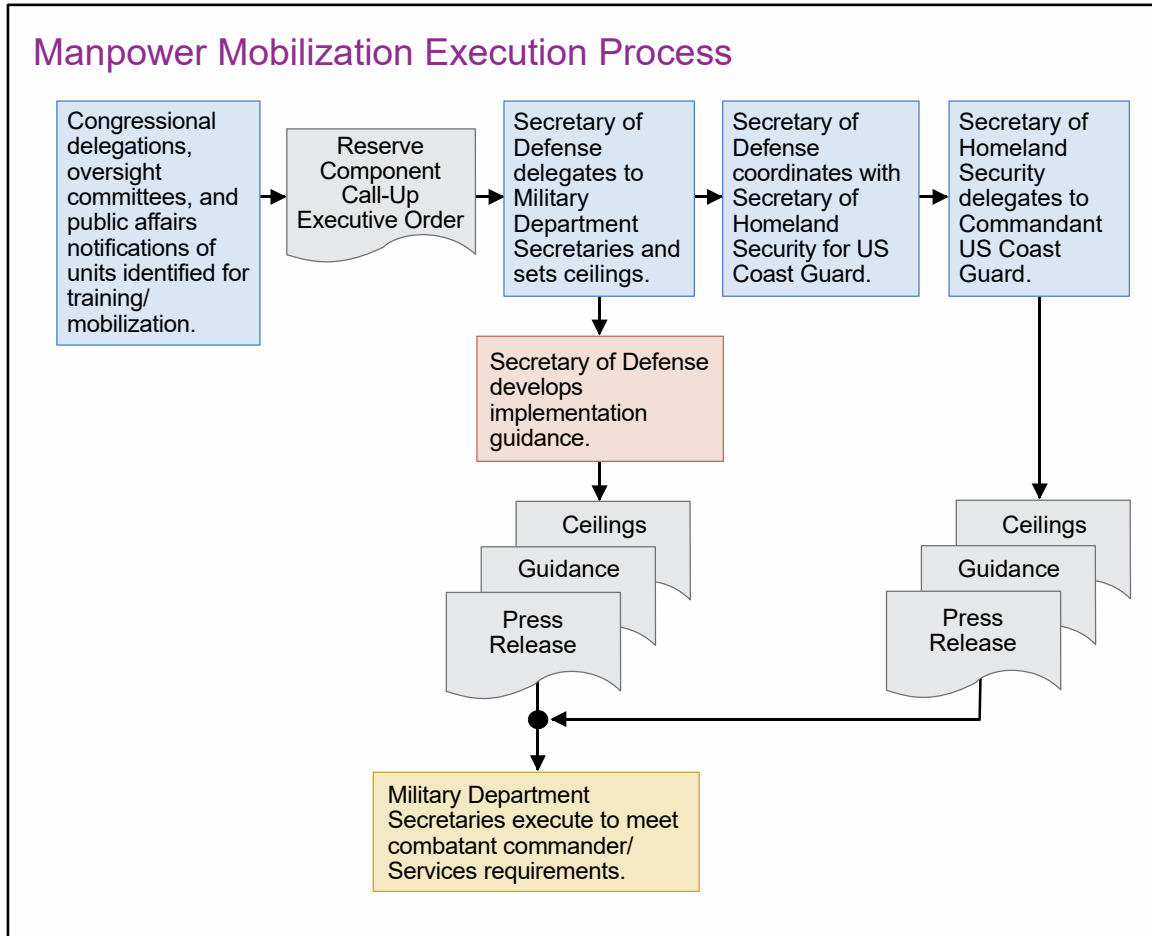 Manpower Mobilization Execution Process
Congressional
delegations,
oversight
committees, and
public affairs
notifications of
units identified for
training/
mobilization.
Reserve
Component
Call-Up
Executive Order
Secretary of
Defense
delegates to
Military
Department
Secretaries and
sets ceilings.
Secretary of
Defense
coordinates with
Secretary of
Homeland
Security for US
Coast Guard.
Secretary of
Homeland
Security
delegates to
Commandant
US Coast
Guard.
Secretary of Defense
develops
implementation
guidance.
Ceilings
Guidance
Press
Release
Ceilings
Guidance
Press
Release
Military Department
Secretaries execute to meet
combatant commander/
Services requirements.